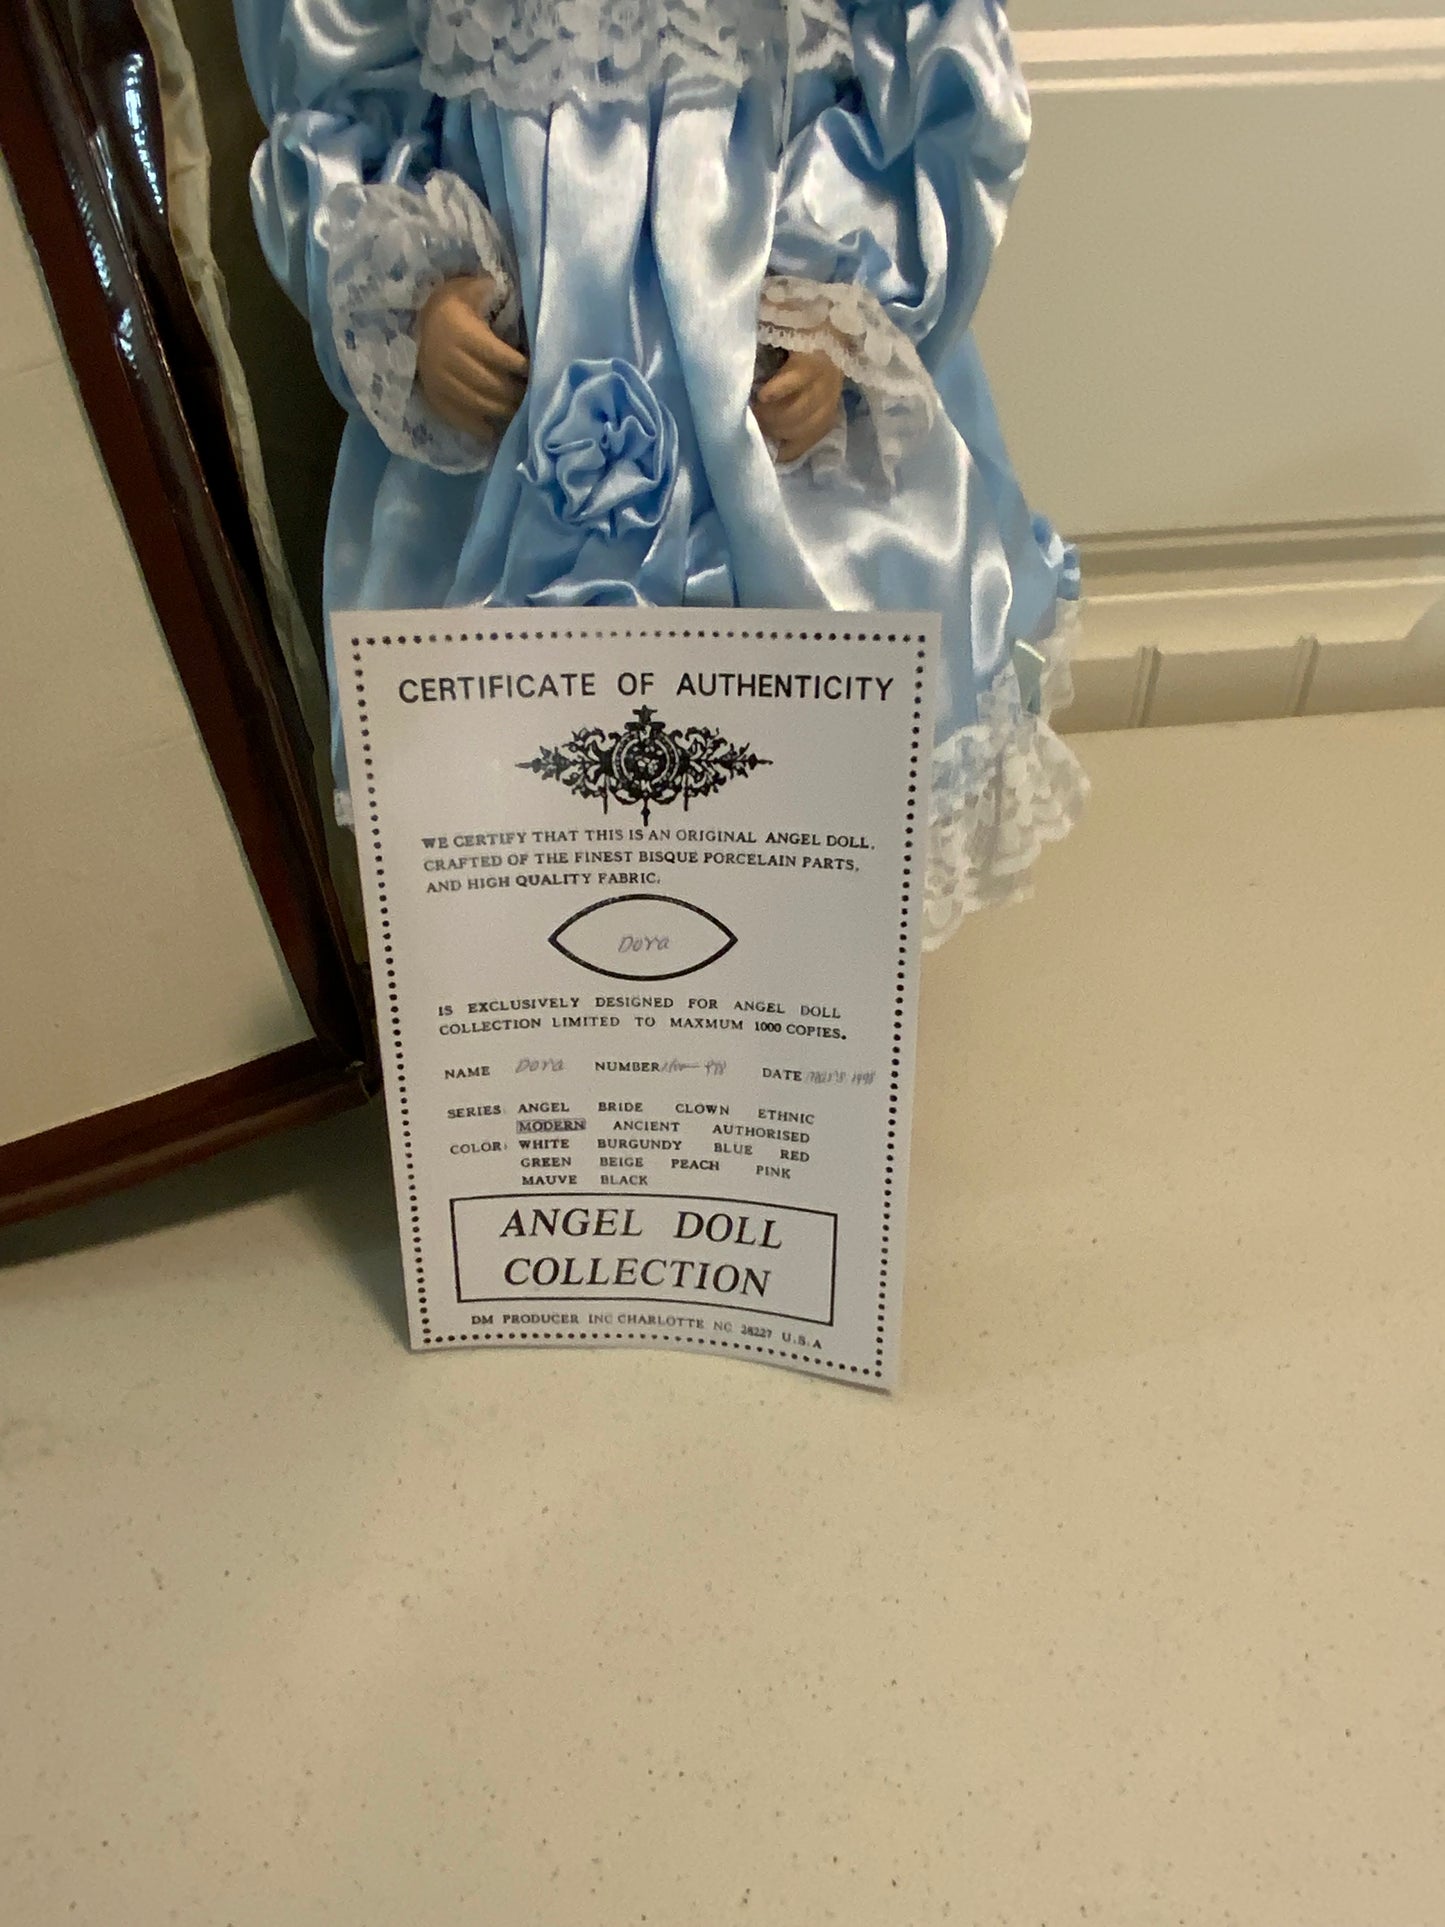 CERTIFICATE OF AUTHENTICITY
WE CERTIFY THAT THIS IS AN ORIGINAL ANGEL DOLL,
CRAFTED OF THE FINEST BISQUE PORCELAIN PARTS,
AND HIGH QUALITY FABRIC.
Dora
IS EXCLUSIVELY DESIGNED FOR ANGEL DOLL
COLLECTION LIMITED TO MAXMUM 1000 COPIES.
NAME Dora NUMBER DATE
SERIES: ANGEL BRIDE CLOWN ETHNIC
MODERN ANCIENT AUTHORISED
COLOR: WHITE BURGUNDY BLUE RED
GREEN BEIGE PEACH PINK
MAUVE BLACK
ANGEL DOLL
COLLECTION
DM PRODUCER INC CHARLOTTE NC 28227 U.S.A